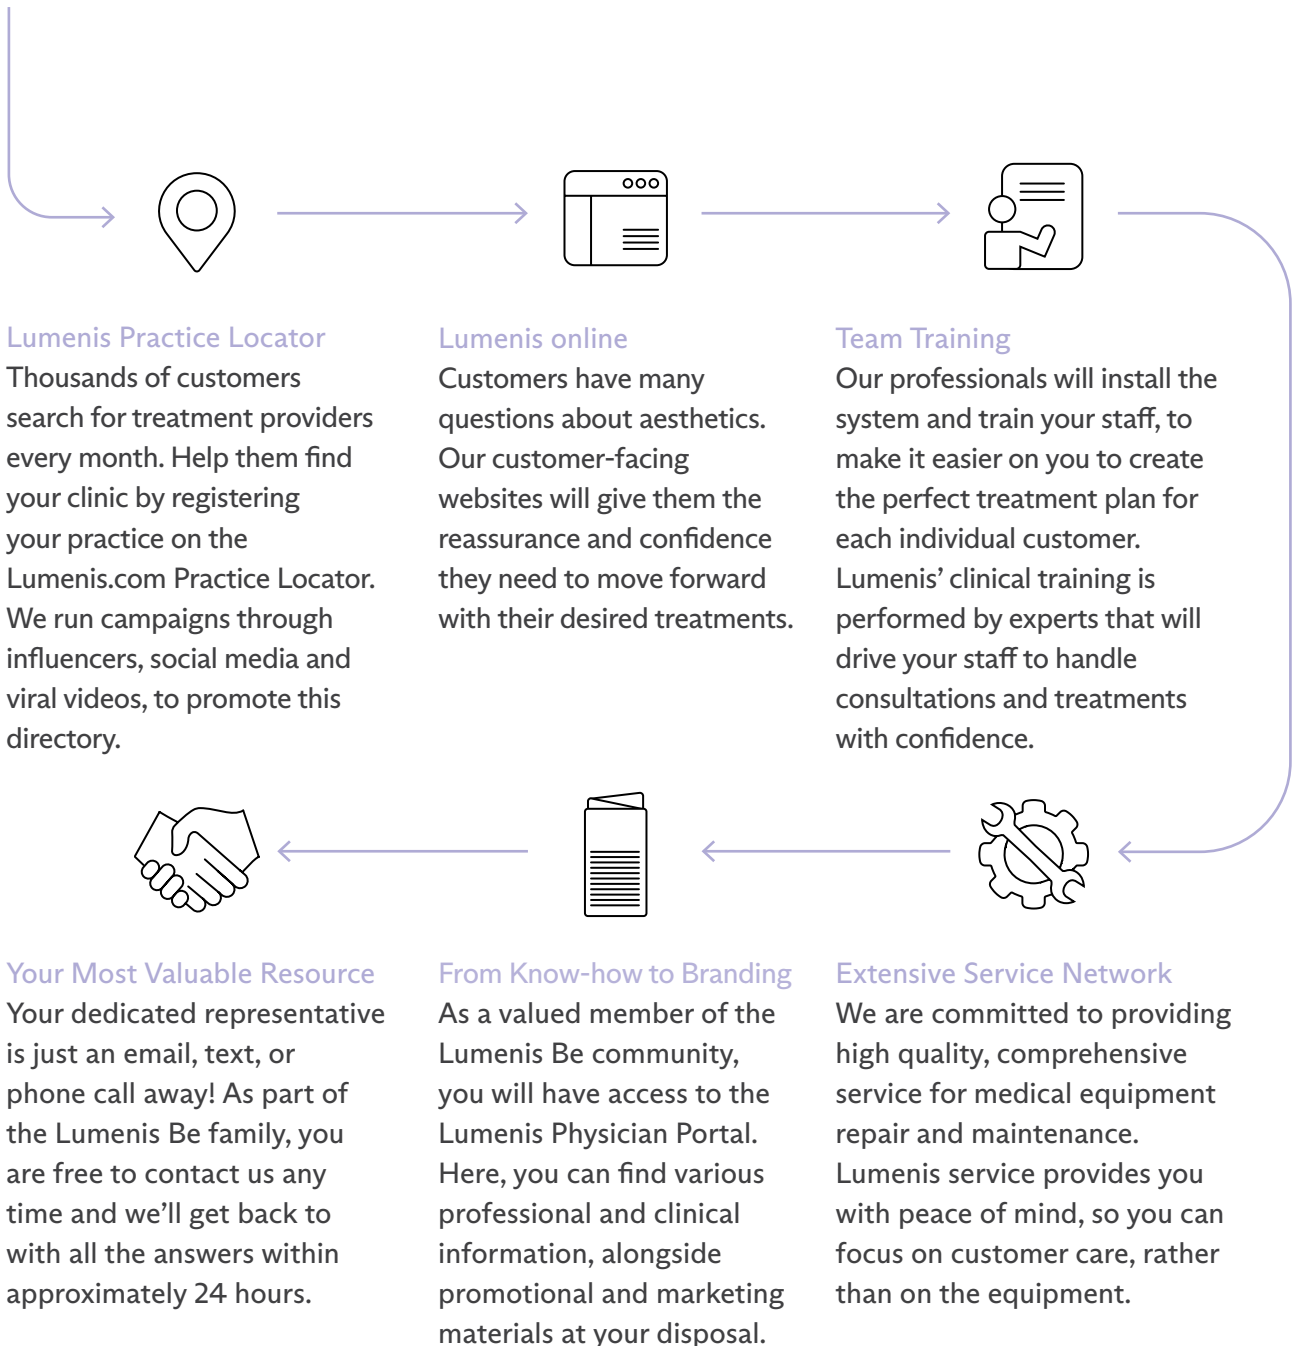 Lumenis Practice Locator
Thousands of customers
search for treatment providers
every month. Help them find
your clinic by registering
your practice on the
Lumenis.com Practice Locator.
We run campaigns through
influencers, social media and
viral videos, to promote this
directory.
Lumenis online
Customers have many
questions about aesthetics.
Our customer-facing
websites will give them the
reassurance and confidence
they need to move forward
with their desired treatments.
Team Training
Our professionals will install the
system and train your staff, to
make it easier on you to create
the perfect treatment plan for
each individual customer.
Lumenis’ clinical training is
performed by experts that will
drive your staff to handle
consultations and treatments
with confidence.
Extensive Service Network
We are committed to providing
high quality, comprehensive
service for medical equipment
repair and maintenance.
Lumenis service provides you
with peace of mind, so you can
focus on customer care, rather
than on the equipment.
From Know-how to Branding
As a valued member of the
Lumenis Be community,
you will have access to the
Lumenis Physician Portal.
Here, you can find various
professional and clinical
information, alongside
promotional and marketing
materials at your disposal.
Your Most Valuable Resource
Your dedicated representative
is just an email, text, or
phone call away! As part of
the Lumenis Be family, you
are free to contact us any
time and we’ll get back to
with all the answers within
approximately 24 hours.